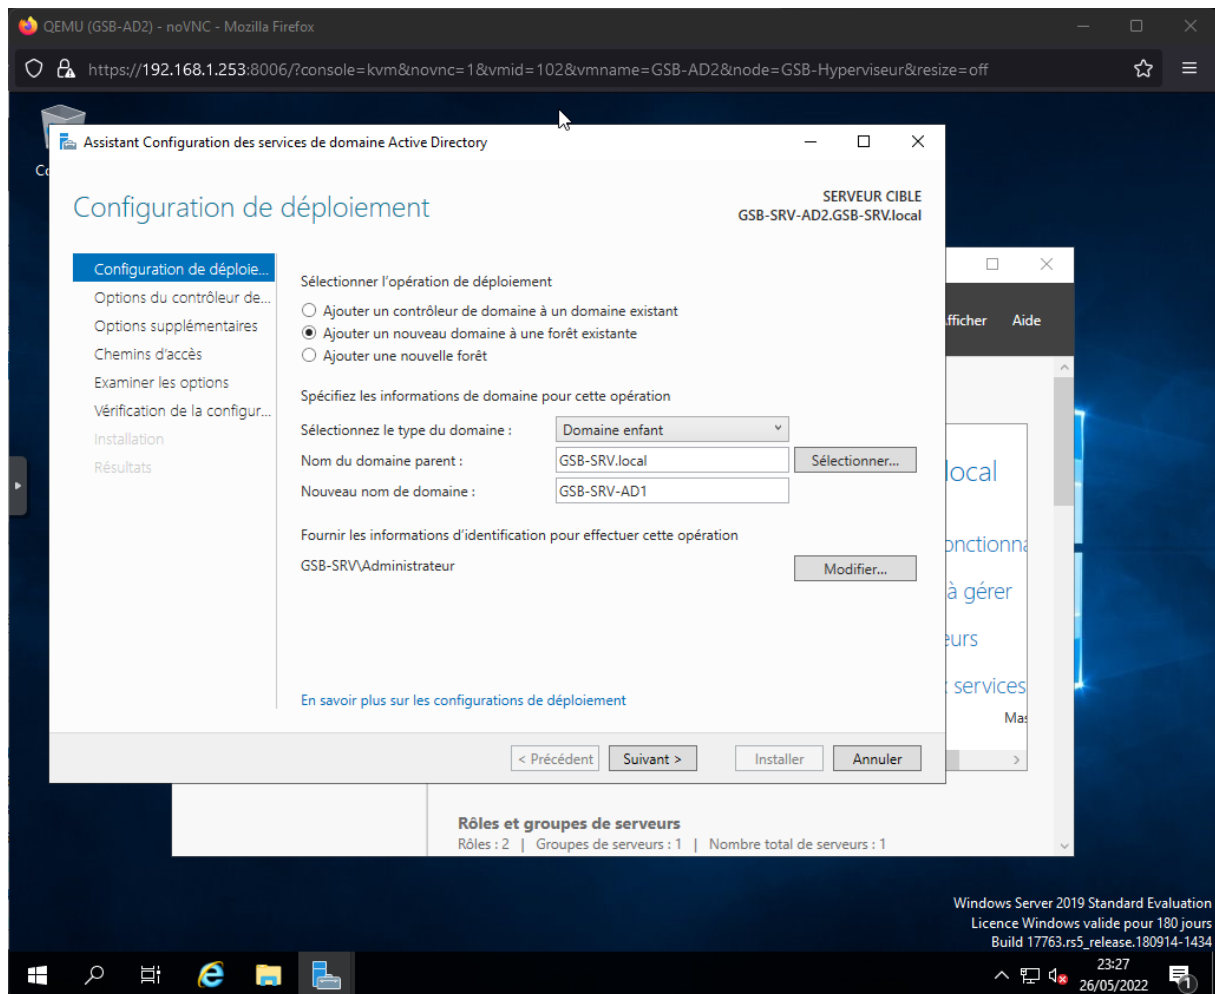 QEMU (GSB-AD2) - noVNC - Mozilla Firefox
https://192.168.1.253:8006/?console=kvm&novnc=1&vmid=102&vmname=GSB-AD2&node=GSB-Hyperviseur&resize=off
Assistant Configuration des services de domaine Active Directory
Configuration de déploiement
SERVEUR CIBLE
GSB-SRV-AD2.GSB-SRV.local
Configuration de déploie...
Options du contrôleur de...
Options supplémentaires
Chemins d'accès
Examiner les options
Vérification de la configur...
Installation
Résultats
Sélectionner l'opération de déploiement
Ajouter un contrôleur de domaine à un domaine existant
Ajouter un nouveau domaine à une forêt existante
Ajouter une nouvelle forêt
Spécifiez les informations de domaine pour cette opération
Sélectionnez le type du domaine : Domaine enfant
Nom du domaine parent : GSB-SRV.local Sélectionner...
Nouveau nom de domaine : GSB-SRV-AD1
Fournir les informations d'identification pour effectuer cette opération
GSB-SRV\Administrateur Modifier...
En savoir plus sur les configurations de déploiement
< Précédent Suivant > Installer Annuler
fficher Aide
local
onctionna
à gérer
eurs
services
Mas
Rôles et groupes de serveurs
Rôles : 2 | Groupes de serveurs : 1 | Nombre total de serveurs : 1
Windows Server 2019 Standard Evaluation
Licence Windows valide pour 180 jours
Build 17763.rs5_release.180914-1434
23:27
26/05/2022
1